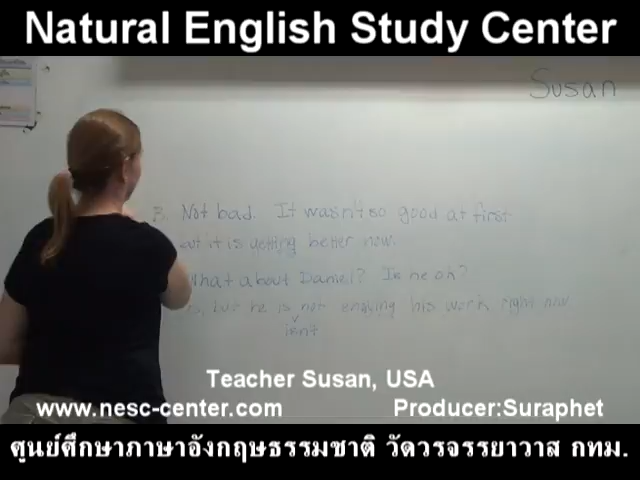 Natural English Study Center
Susan
B. Not bad. It wasn't so good at first
but it is getting better now.
What about Daniel? Is he ok?
but he is not enjoying his work right now
isn't
Teacher Susan, USA
www.nesc-center.com Producer:Suraphet
ศูนย์ศึกษาภาษาอังกฤษธรรมชาติ วัดวรจรรยาวาส กทม.